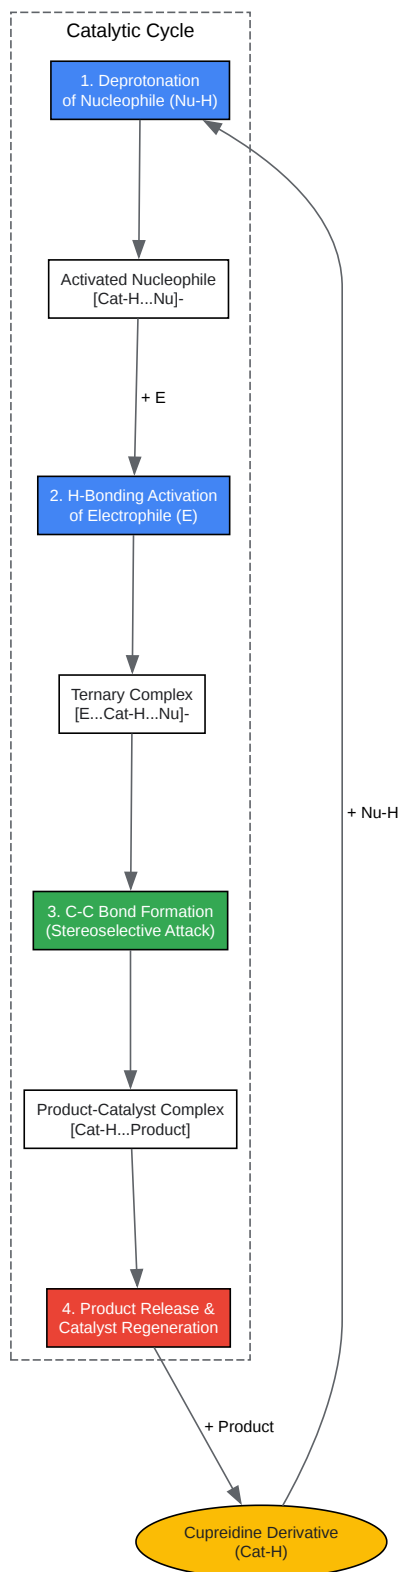 Catalytic Cycle
1. Deprotonation
of Nucleophile (Nu-H)
Activated Nucleophile
[Cat-H...Nu]-
+ E
2. H-Bonding Activation
of Electrophile (E)
Ternary Complex
[E...Cat-H...Nu]-
+ Nu-H
3. C-C Bond Formation
(Stereoselective Attack)
Product-Catalyst Complex
[Cat-H...Product]
4. Product Release &
Catalyst Regeneration
+ Product
Cupreidine Derivative
(Cat-H)